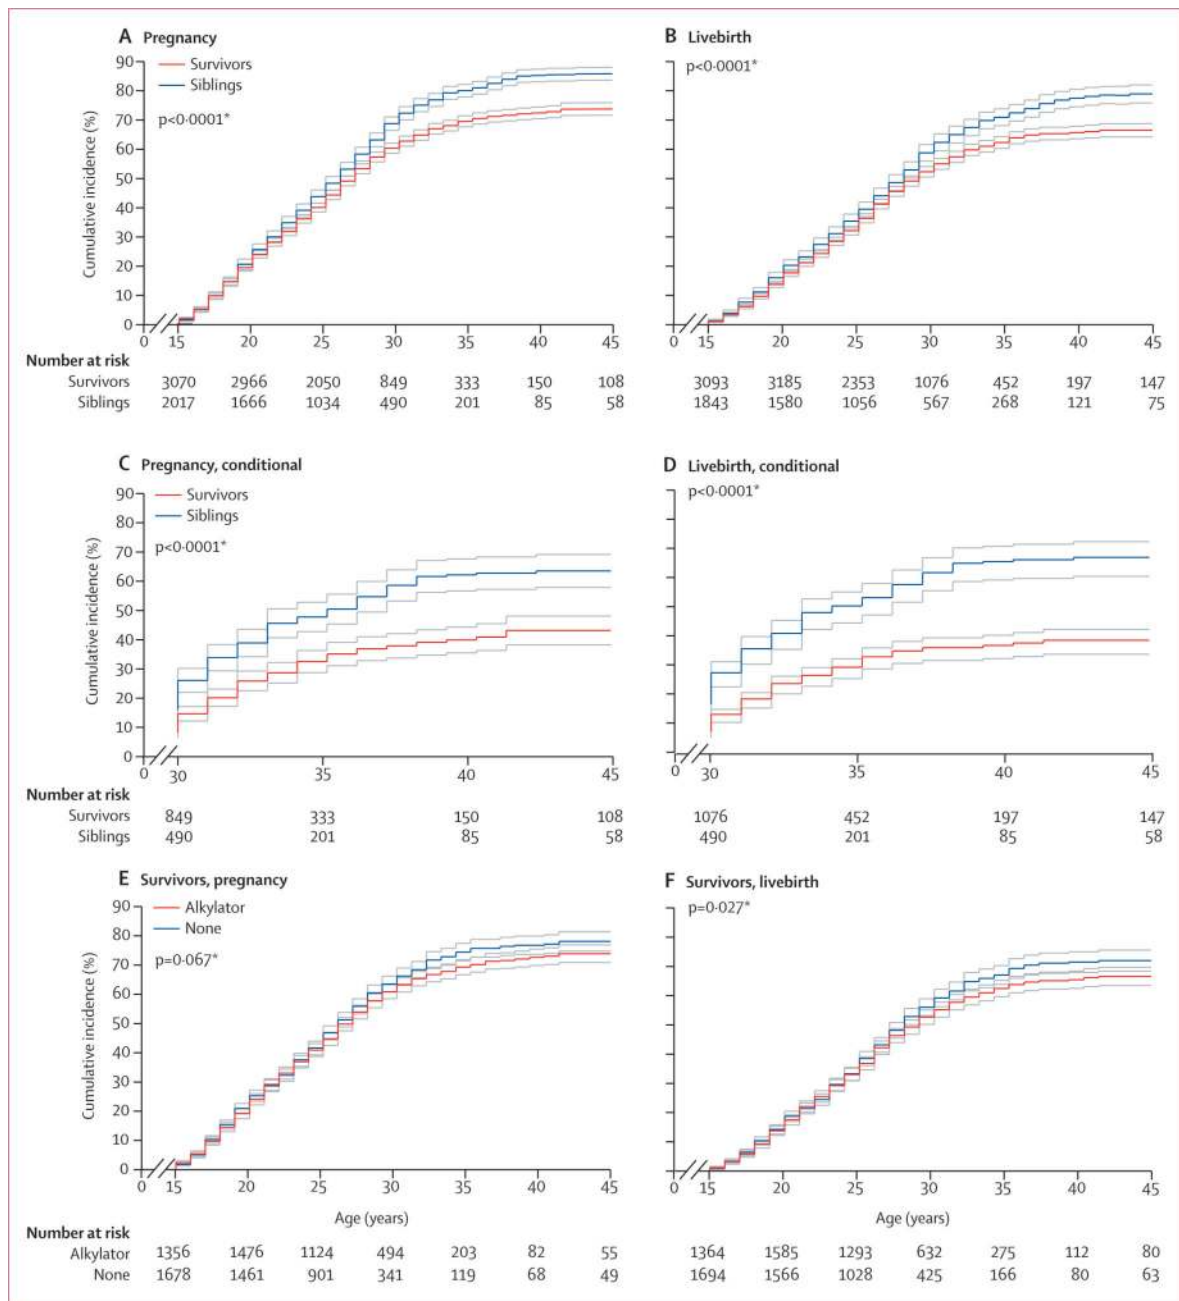 A Pregnancy
Survivors
Siblings
p<0·0001*
Cumulative incidence (%)
90
80
70
60
50
40
30
20
10
0
0 15 20 25 30 35 40 45
Number at risk
Survivors 3070 2966 2050 849 333 150 108
Siblings 2017 1666 1034 490 201 85 58
B Livebirth
p<0·0001*
0 15 20 25 30 35 40 45
3093 3185 2353 1076 452 197 147
1843 1580 1056 567 268 121 75
C Pregnancy, conditional
Survivors
Siblings
p<0·0001*
Cumulative incidence (%)
90
80
70
60
50
40
30
20
10
0
0 30 35 40 45
Number at risk
Survivors 849 333 150 108
Siblings 490 201 85 58
D Livebirth, conditional
p<0·0001*
0 30 35 40 45
1076 452 197 147
490 201 85 58
E Survivors, pregnancy
Alkylator
None
p=0·067*
Cumulative incidence (%)
90
80
70
60
50
40
30
20
10
0
0 15 20 25 30 35 40 45
Age (years)
Number at risk
Alkylator 1356 1476 1124 494 203 82 55
None 1678 1461 901 341 119 68 49
F Survivors, livebirth
p=0·027*
0 15 20 25 30 35 40 45
Age (years)
1364 1585 1293 632 275 112 80
1694 1566 1028 425 166 80 63